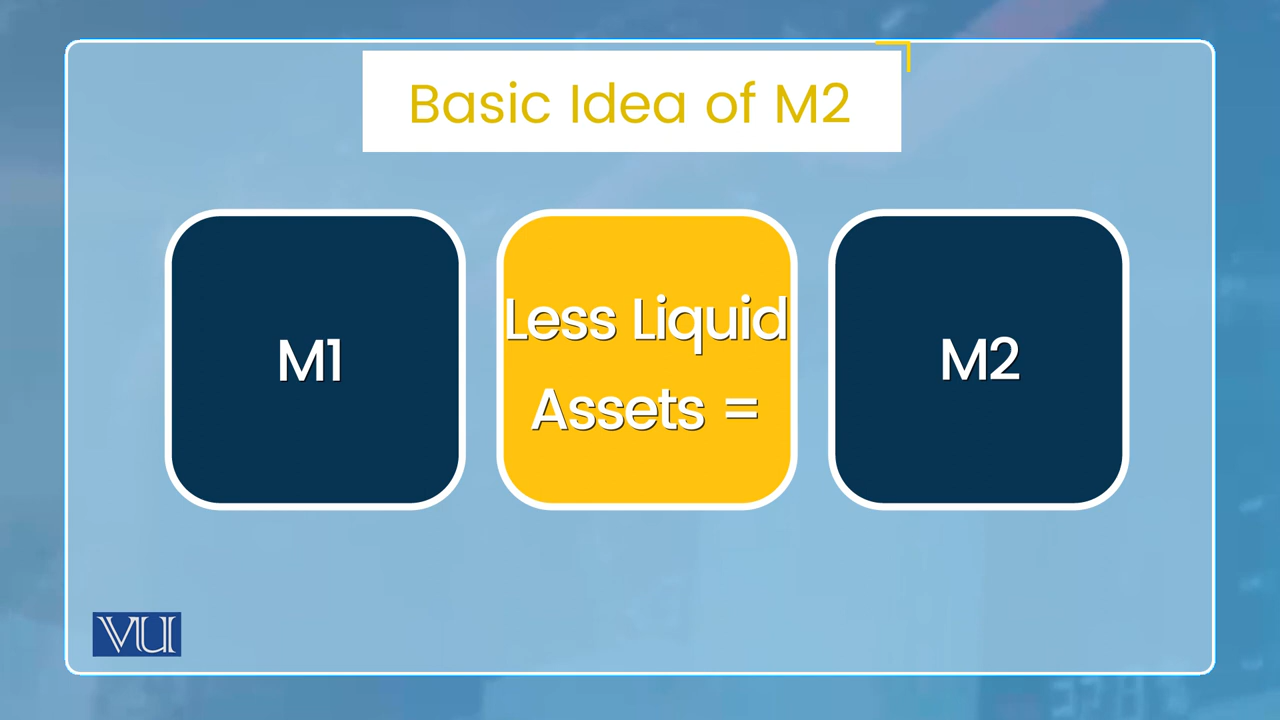 Basic Idea of M2
M1
Less Liquid
Assets =
M2
VU